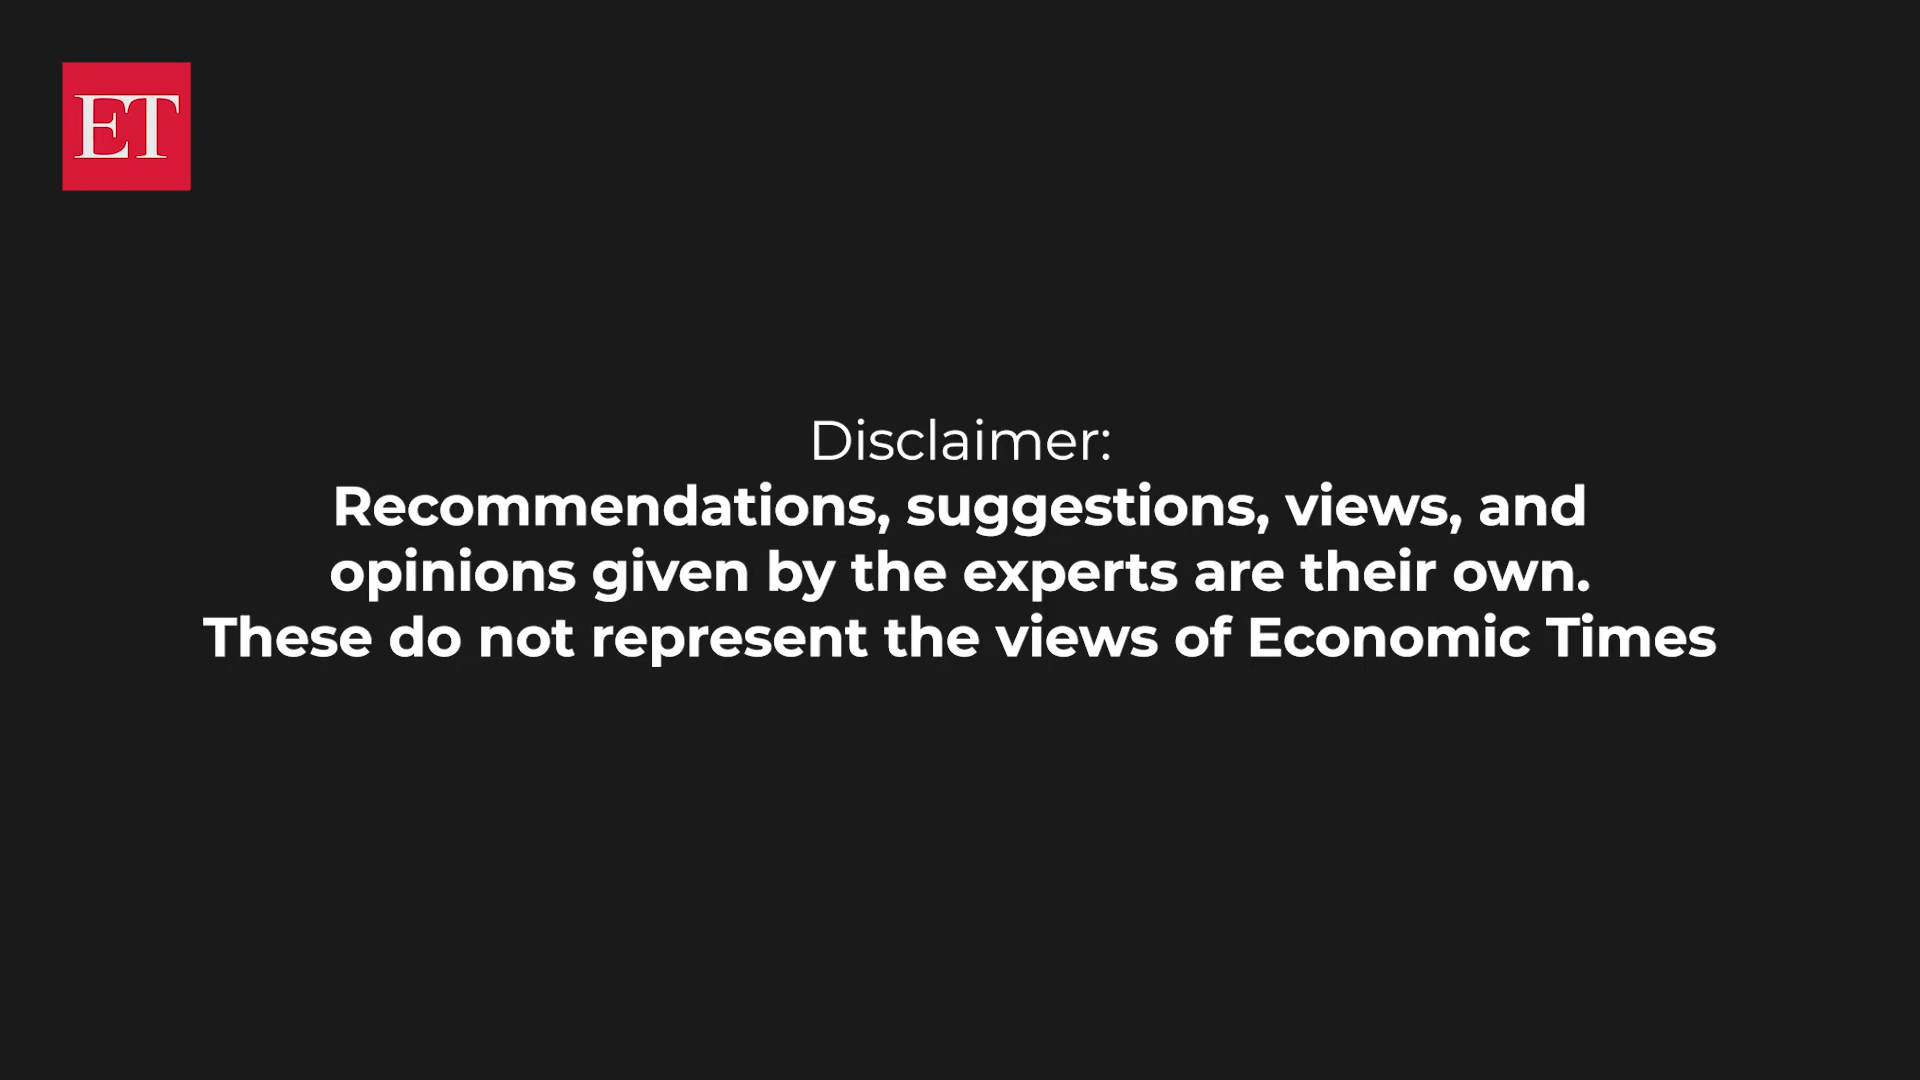 ET
Disclaimer:
Recommendations, suggestions, views, and
opinions given by the experts are their own.
These do not represent the views of Economic Times